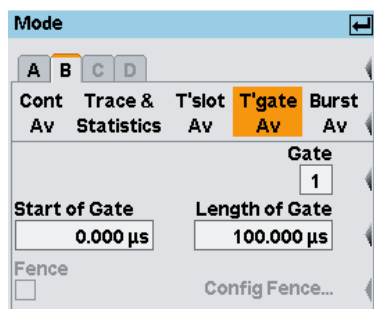 Mode
A B C D
Cont Av Trace & Statistics T'slot Av T'gate Av Burst Av
Gate
1
Start of Gate Length of Gate
0.000 µs 100.000 µs
Fence
Config Fence...